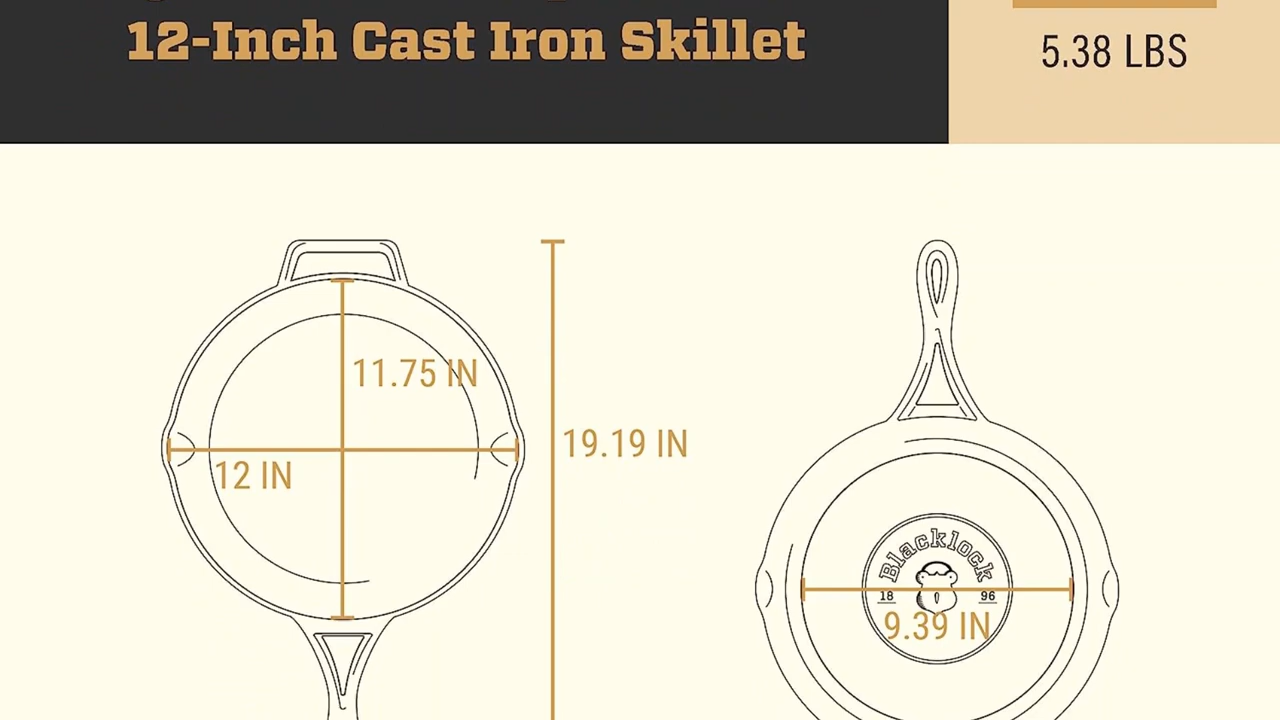 12-Inch Cast Iron Skillet
5.38 LBS
11.75 IN
19.19 IN
12 IN
Blacklock
18 96
9.39 IN